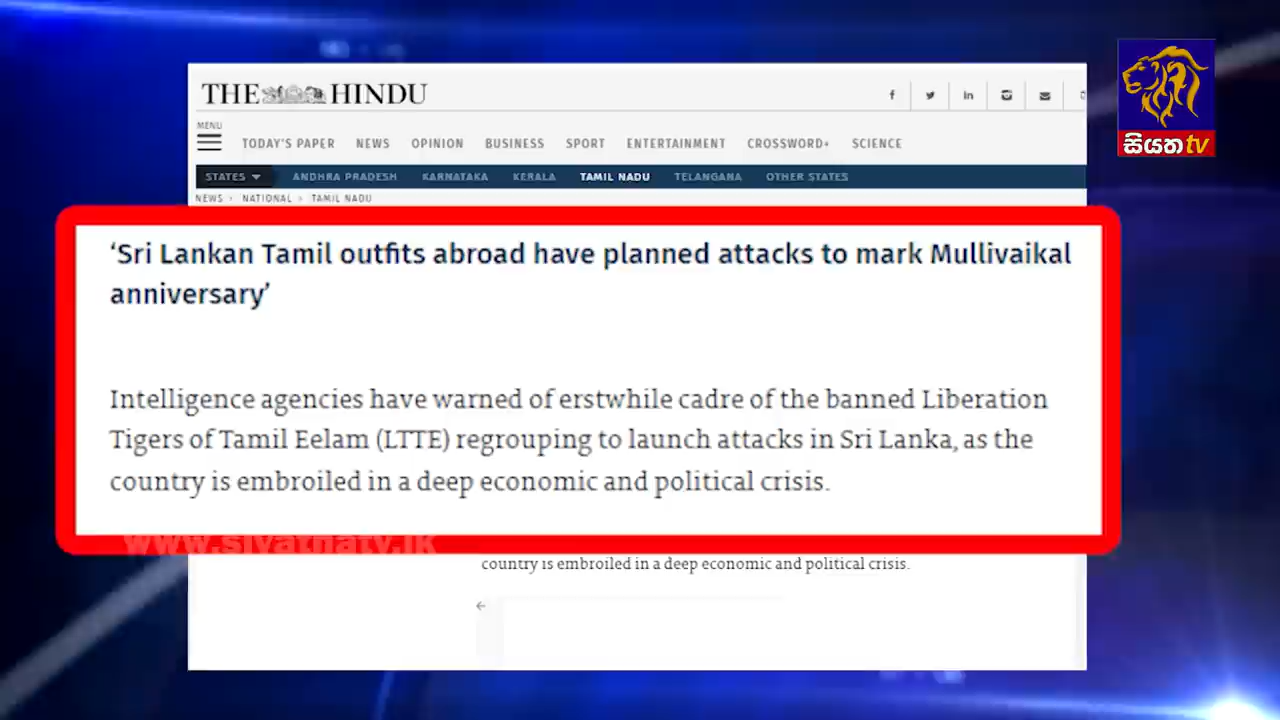 THE HINDU
සියත tv
MENU
TODAY'S PAPER NEWS OPINION BUSINESS SPORT ENTERTAINMENT CROSSWORD+ SCIENCE
STATES ANDHRA PRADESH KARNATAKA KERALA TAMIL NADU TELANGANA OTHER STATES
NEWS › NATIONAL › TAMIL NADU
‘Sri Lankan Tamil outfits abroad have planned attacks to mark Mullivaikal
anniversary’
Intelligence agencies have warned of erstwhile cadre of the banned Liberation
Tigers of Tamil Eelam (LTTE) regrouping to launch attacks in Sri Lanka, as the
country is embroiled in a deep economic and political crisis.
www.siyathatv.lk
country is embroiled in a deep economic and political crisis.